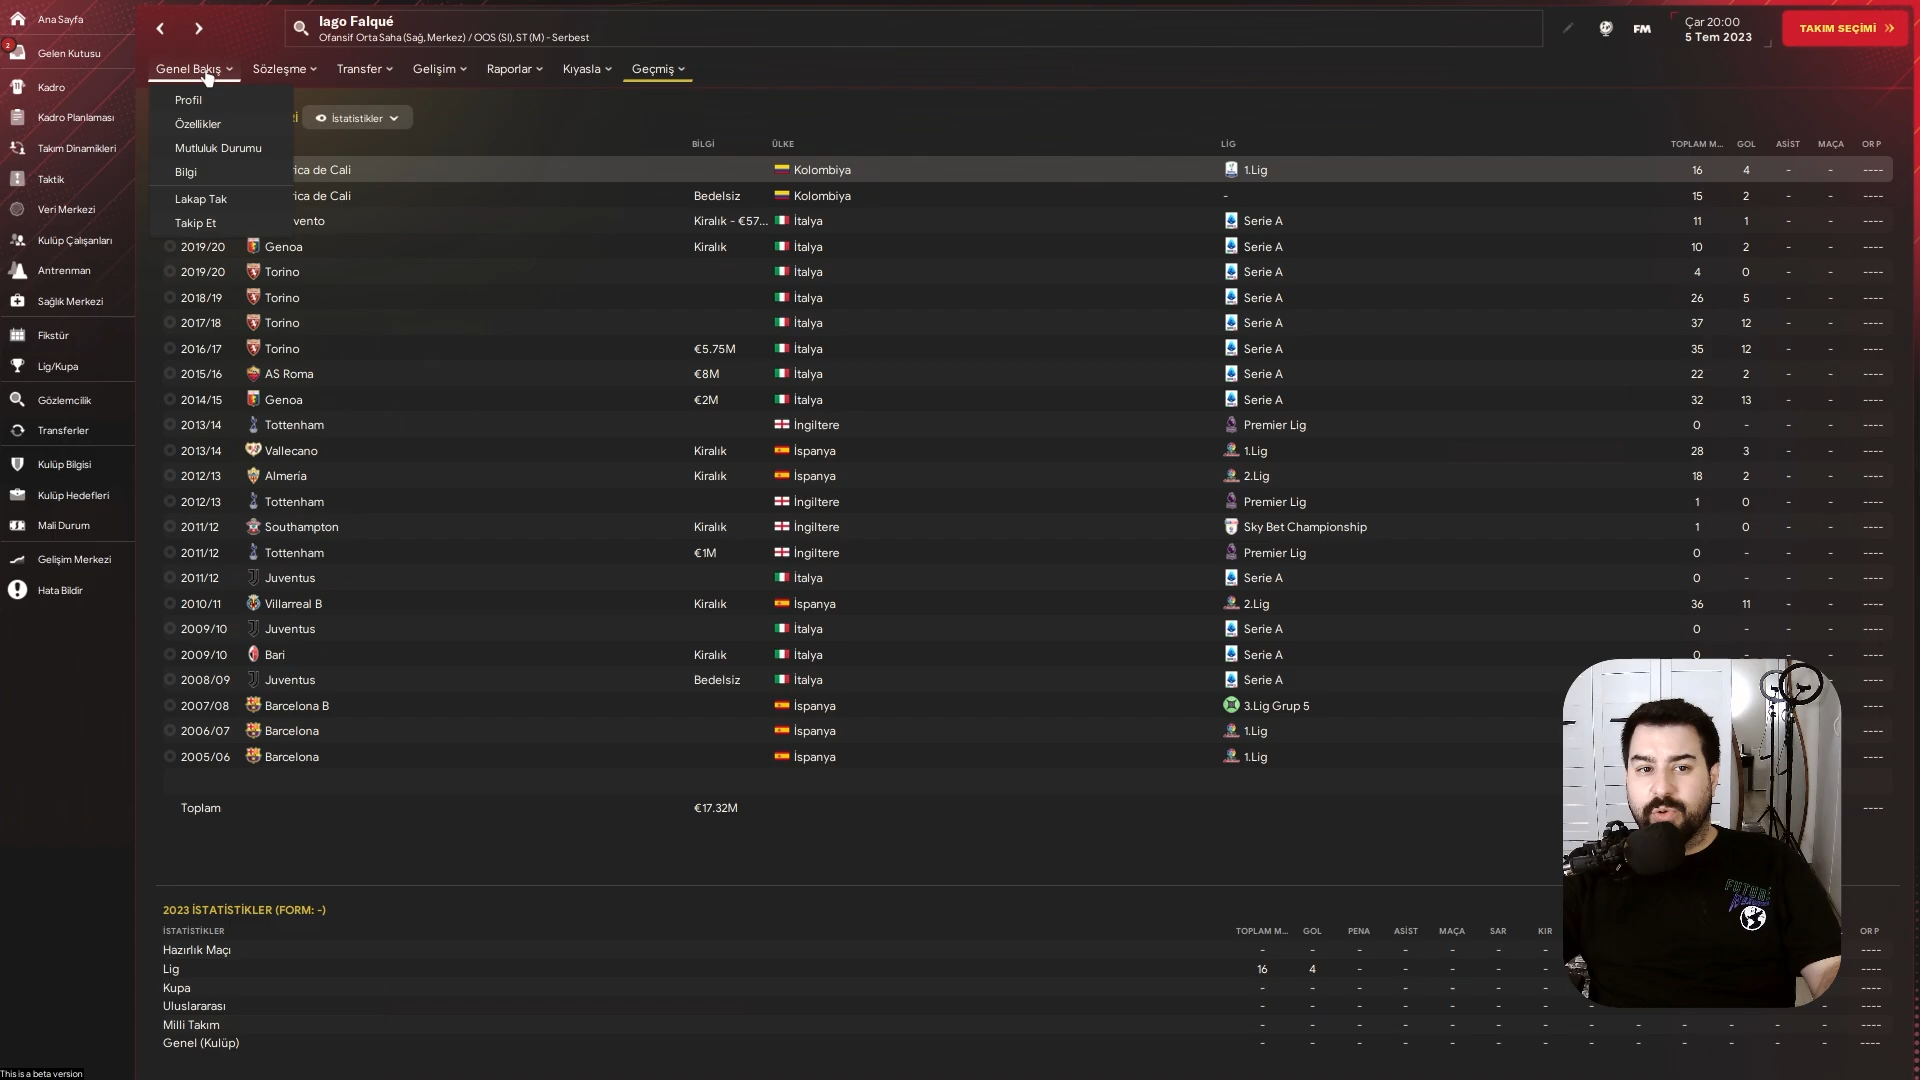 Ana Sayfa
2
Gelen Kutusu
Kadro
Kadro Planlaması
Takım Dinamikleri
Taktik
Veri Merkezi
Kulüp Çalışanları
Antrenman
Sağlık Merkezi
Fikstür
Lig/Kupa
Gözlemcilik
Transferler
Kulüp Bilgisi
Kulüp Hedefleri
Mali Durum
Gelişim Merkezi
Hata Bildir
This is a beta version
Iago Falqué
Ofansif Orta Saha (Sağ, Merkez) / OOS (Sl), ST (M) - Serbest
FM
Çar 20:00
5 Tem 2023
TAKIM SEÇİMİ
Genel Bakış Sözleşme Transfer Gelişim Raporlar Kıyasla Geçmiş
Profil
Özellikler
Mutluluk Durumu
Bilgi
Lakap Tak
Takip Et
İstatistikler
BİLGİ ÜLKE LİG TOPLAM M... GOL ASİST MAÇA OR P
rica de Cali Kolombiya 1.Lig 16 4 - - ----
rica de Cali Bedelsiz Kolombiya - 15 2 - - ----
vento Kiralık - €57... İtalya Serie A 11 1 - - ----
2019/20 Genoa Kiralık İtalya Serie A 10 2 - - ----
2019/20 Torino İtalya Serie A 4 0 - - ----
2018/19 Torino İtalya Serie A 26 5 - - ----
2017/18 Torino İtalya Serie A 37 12 - - ----
2016/17 Torino €5.75M İtalya Serie A 35 12 - - ----
2015/16 AS Roma €8M İtalya Serie A 22 2 - - ----
2014/15 Genoa €2M İtalya Serie A 32 13 - - ----
2013/14 Tottenham İngiltere Premier Lig 0 - - - ----
2013/14 Vallecano Kiralık İspanya 1.Lig 28 3 - - ----
2012/13 Almería Kiralık İspanya 2.Lig 18 2 - - ----
2012/13 Tottenham İngiltere Premier Lig 1 0 - - ----
2011/12 Southampton Kiralık İngiltere Sky Bet Championship 1 0 - - ----
2011/12 Tottenham €1M İngiltere Premier Lig 0 - - - ----
2011/12 Juventus İtalya Serie A 0 - - - ----
2010/11 Villarreal B Kiralık İspanya 2.Lig 36 11 - - ----
2009/10 Juventus İtalya Serie A 0 - - - ----
2009/10 Bari Kiralık İtalya Serie A 0 - - - ----
2008/09 Juventus Bedelsiz İtalya Serie A ----
2007/08 Barcelona B İspanya 3.Lig Grup 5 ----
2006/07 Barcelona İspanya 1.Lig ----
2005/06 Barcelona İspanya 1.Lig ----
Toplam €17.32M ----
2023 İSTATİSTİKLER (FORM: -)
İSTATİSTİKLER TOPLAM M... GOL PENA ASİST MAÇA SAR KIR OR P
Hazırlık Maçı - - - - - - - ----
Lig 16 4 - - - - - ----
Kupa - - - - - - - ----
Uluslararası - - - - - - - - - - - - - ----
Milli Takım - - - - - - - - - - - - - ----
Genel (Kulüp) - - - - - - - - - - - - - ----